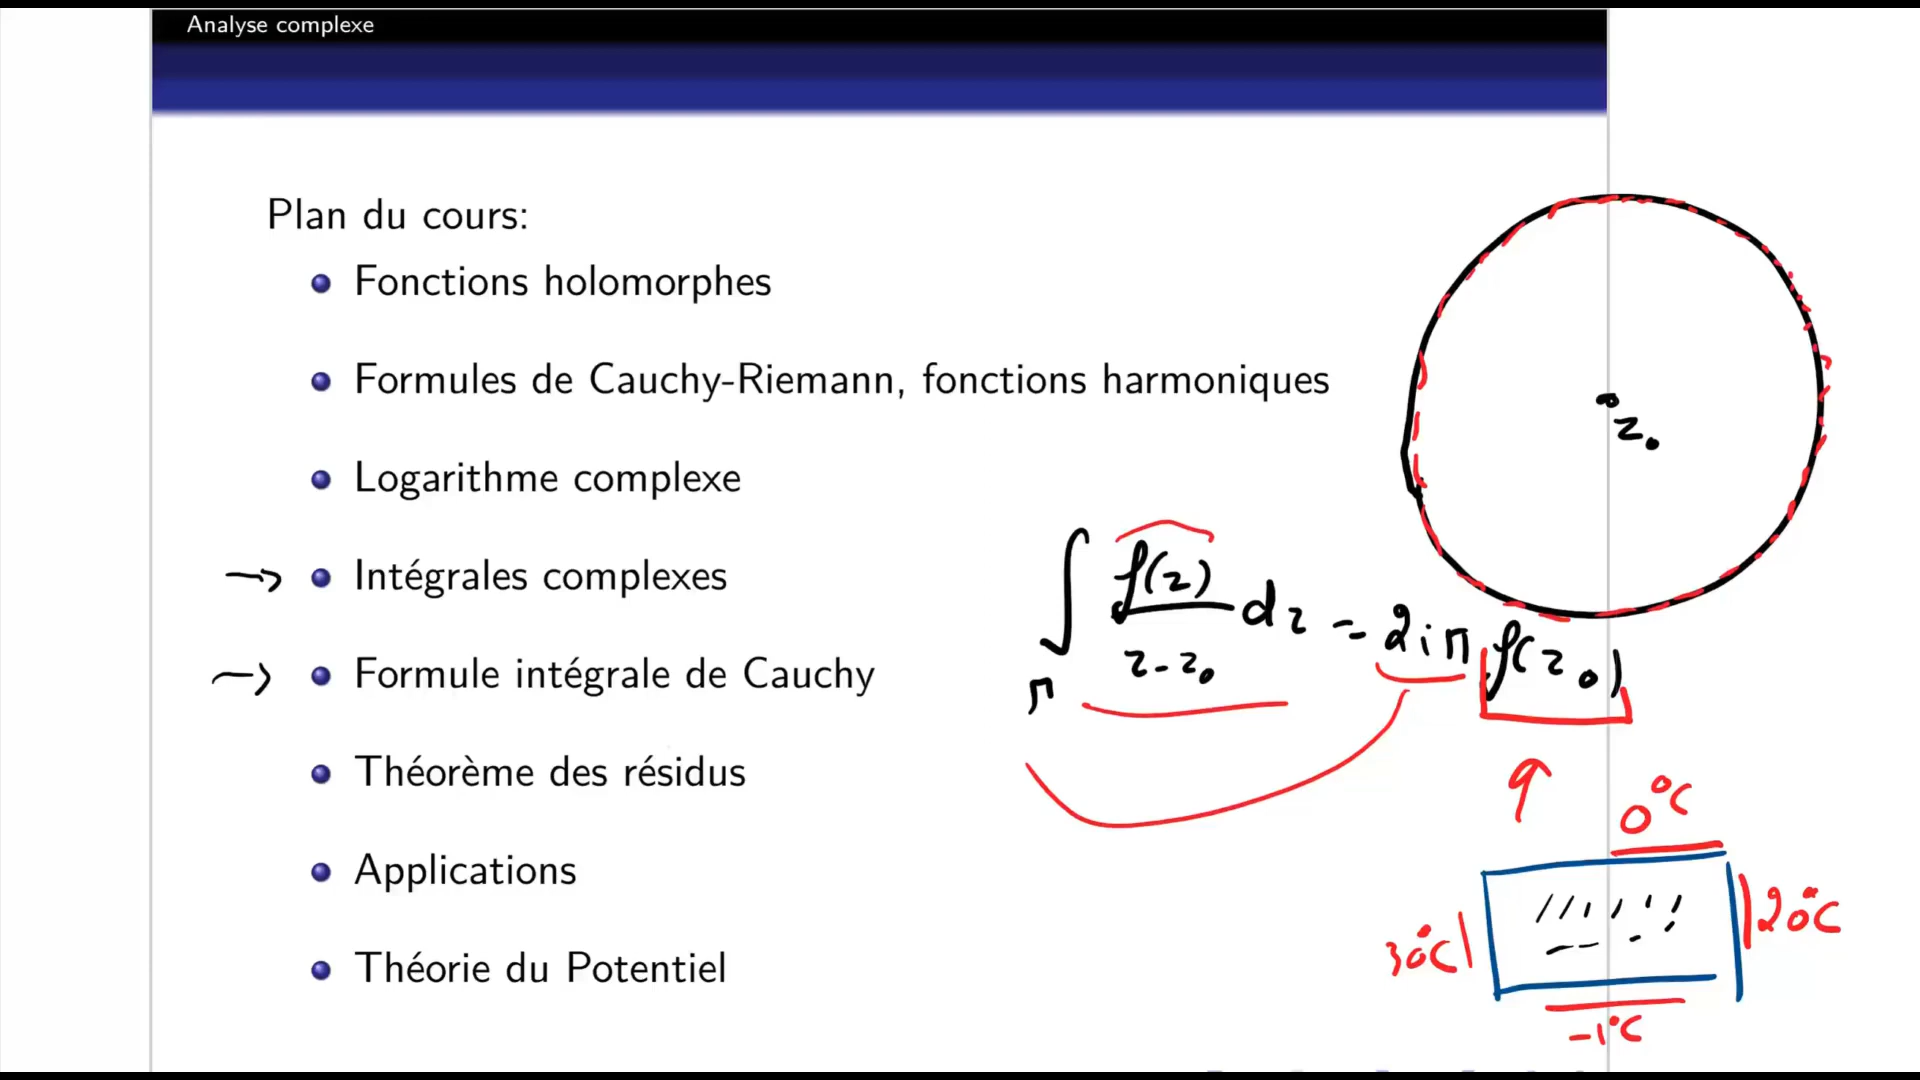 Analyse complexe
Plan du cours:
Fonctions holomorphes
Formules de Cauchy-Riemann, fonctions harmoniques
Logarithme complexe
→ Intégrales complexes
→ Formule intégrale de Cauchy
Théorème des résidus
Applications
Théorie du Potentiel
z₀
∫ f(z)/(z-z₀) dz = 2iπ f(z₀)
0°C
30°C
20°C
-1°C